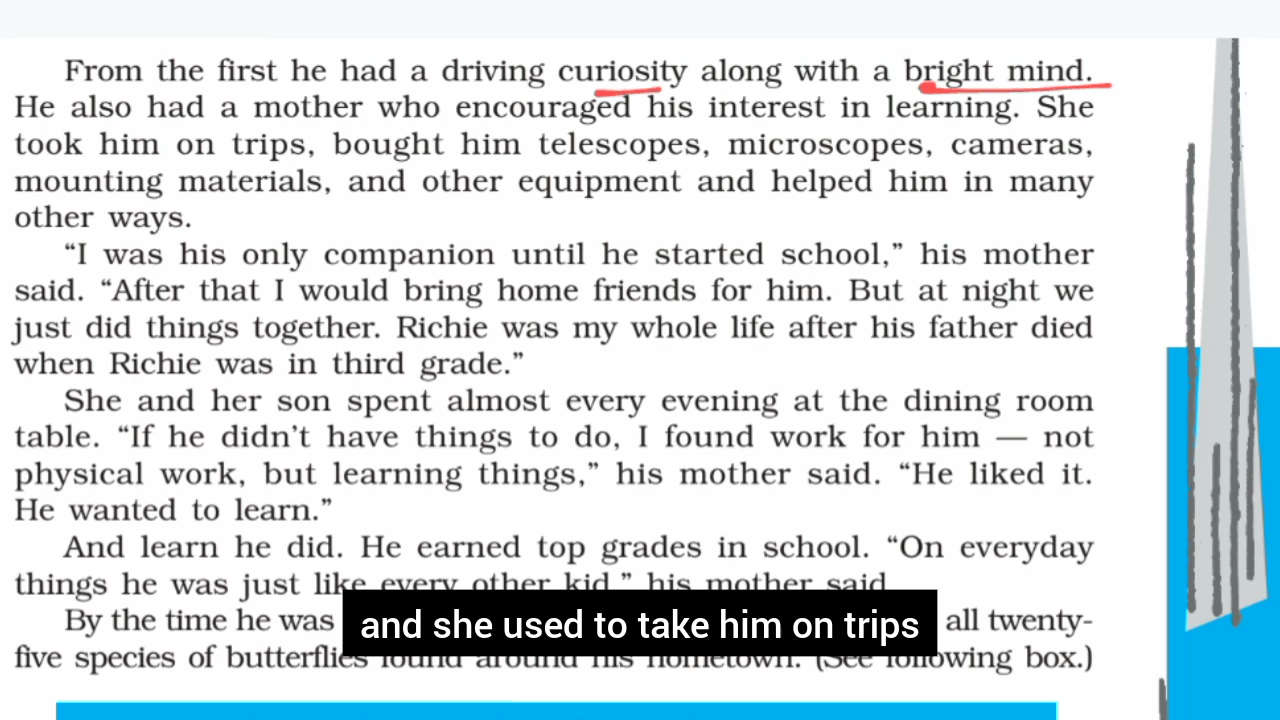 From the first he had a driving curiosity along with a bright mind.
He also had a mother who encouraged his interest in learning. She
took him on trips, bought him telescopes, microscopes, cameras,
mounting materials, and other equipment and helped him in many
other ways.
“I was his only companion until he started school,” his mother
said. “After that I would bring home friends for him. But at night we
just did things together. Richie was my whole life after his father died
when Richie was in third grade.”
She and her son spent almost every evening at the dining room
table. “If he didn’t have things to do, I found work for him — not
physical work, but learning things,” his mother said. “He liked it.
He wanted to learn.”
And learn he did. He earned top grades in school. “On everyday
things he was just like every other kid,” his mother said.
By the time he was all twenty-
five species of butterflies found around his hometown. (See following box.)
and she used to take him on trips